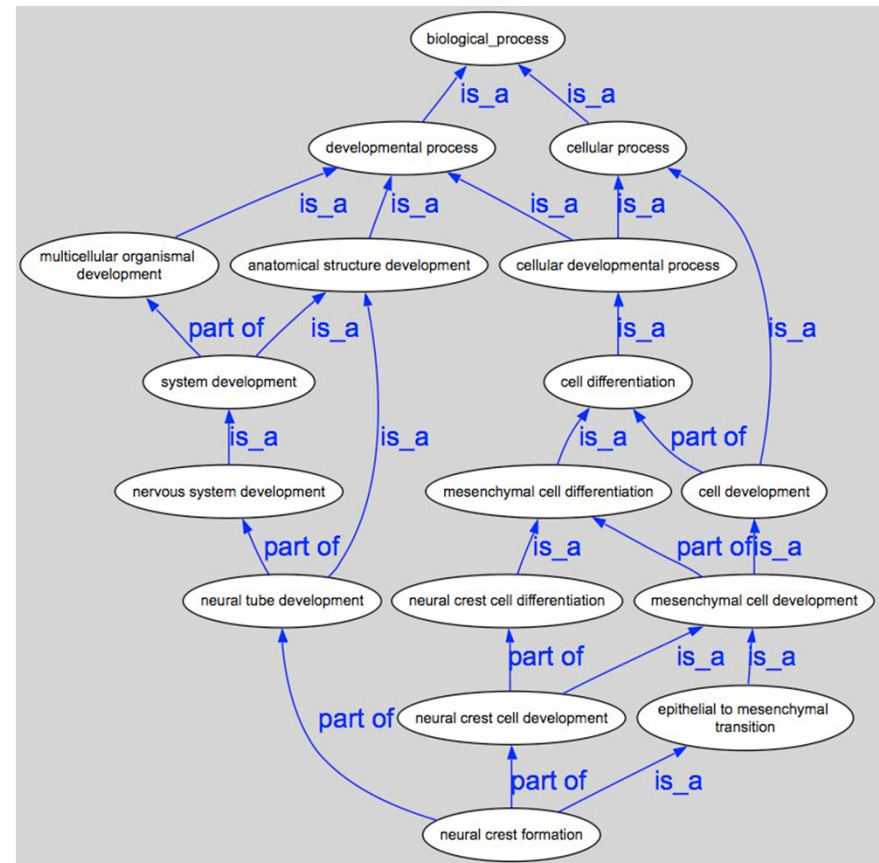 biological_process
is_a
is_a
developmental process
cellular process
is_a
is_a
is_a
is_a
multicellular organismal
development
anatomical structure development
cellular developmental process
part of
is_a
is_a
is_a
system development
cell differentiation
is_a
is_a
is_a
part of
nervous system development
mesenchymal cell differentiation
cell development
part of
is_a
part of
is_a
neural tube development
neural crest cell differentiation
mesenchymal cell development
part of
is_a
is_a
part of
neural crest cell development
epithelial to mesenchymal
transition
part of
is_a
neural crest formation